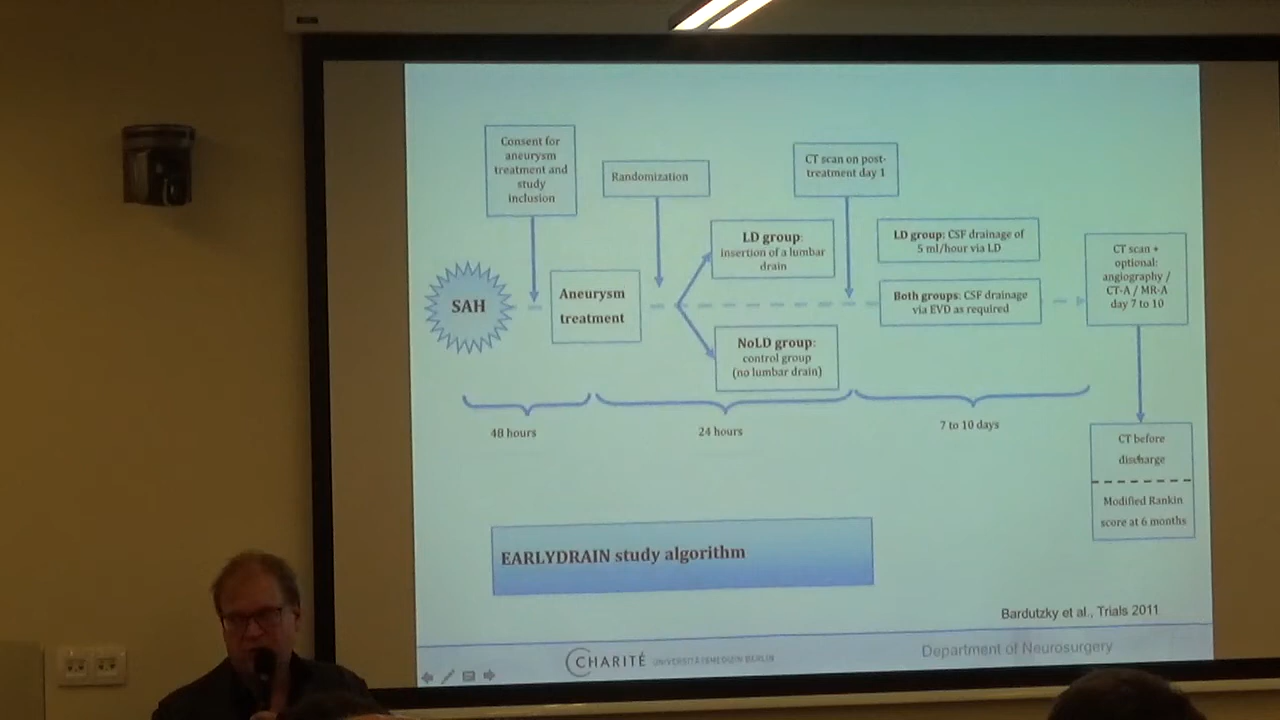 Consent for
aneurysm
treatment and
study
inclusion
Randomization
CT scan on post-
treatment day 1
SAH
Aneurysm
treatment
LD group:
insertion of a lumbar
drain
NoLD group:
control group
(no lumbar drain)
LD group: CSF drainage of
5 ml/hour via LD
Both groups: CSF drainage
via EVD as required
CT scan +
optional:
angiography /
CT-A / MR-A
day 7 to 10
48 hours
24 hours
7 to 10 days
CT before
discharge
Modified Rankin
score at 6 months
EARLYDRAIN study algorithm
Bardutzky et al., Trials 2011
CHARITÉ UNIVERSITÄTSMEDIZIN BERLIN
Department of Neurosurgery